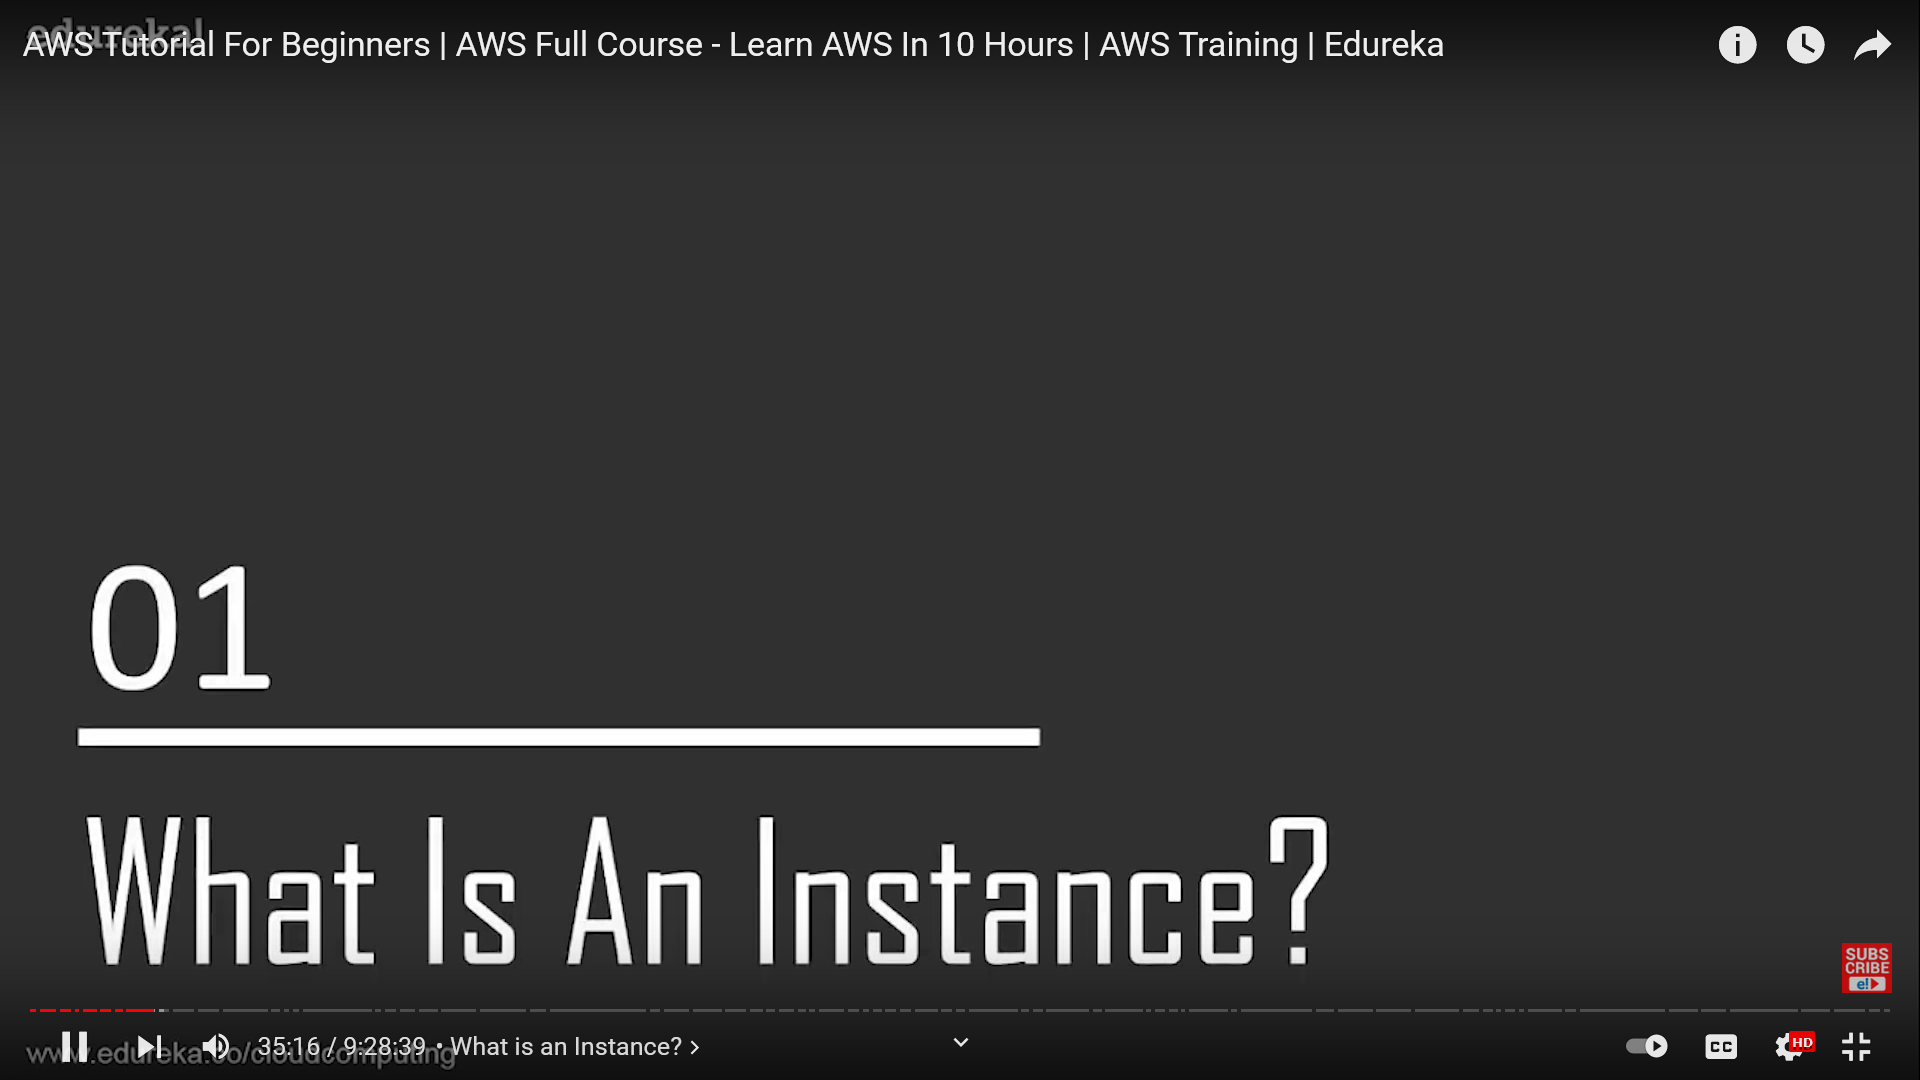 edureka!
AWS Tutorial For Beginners | AWS Full Course - Learn AWS In 10 Hours | AWS Training | Edureka
01
What Is An Instance?
SUBS
CRIBE
e!
35:16 / 9:28:39 • What is an Instance? >
www.edureka.co/cloudcomputing
CC
HD